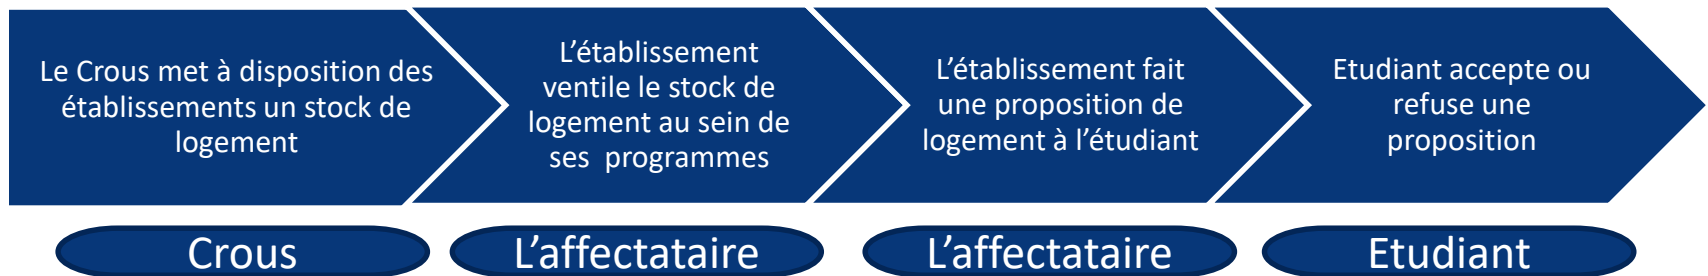 Le Crous met à disposition des
établissements un stock de
logement
L’établissement
ventile le stock de
logement au sein de
ses  programmes
L’établissement fait
une proposition de
logement à l’étudiant
Etudiant accepte ou
refuse une
proposition
Crous
L’affectataire
L’affectataire
Etudiant